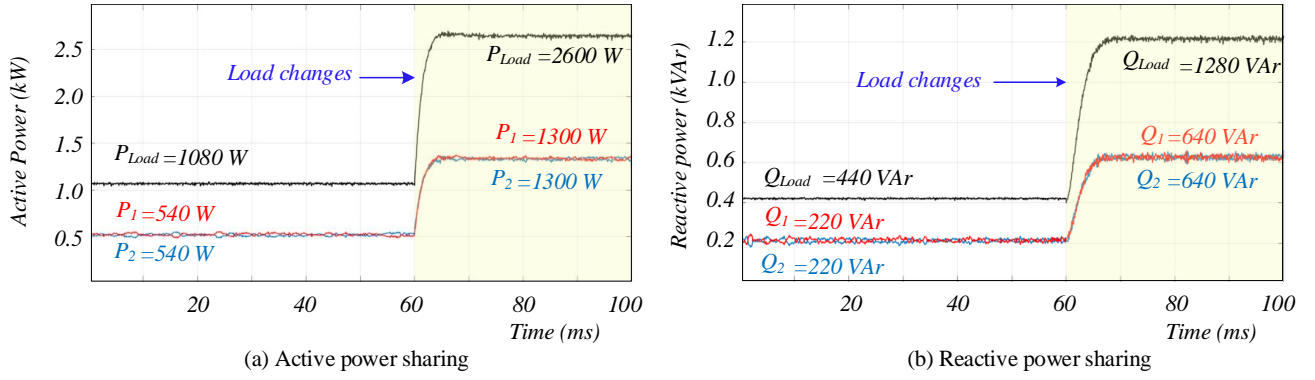 Active Power (kW)
2.5
2.0
1.5
1.0
0.5
P_Load=2600 W
Load changes
P_1=1300 W
P_Load=1080 W
P_2=1300 W
P_1=540 W
P_2=540 W
20
40
60
80
100
Time (ms)
(a) Active power sharing
Reactive power (kVAr)
1.2
1.0
0.8
0.6
0.4
0.2
Q_Load=1280 VAr
Load changes
Q_1=640 VAr
Q_2=640 VAr
Q_Load=440 VAr
Q_1=220 VAr
Q_2=220 VAr
20
40
60
80
100
Time (ms)
(b) Reactive power sharing